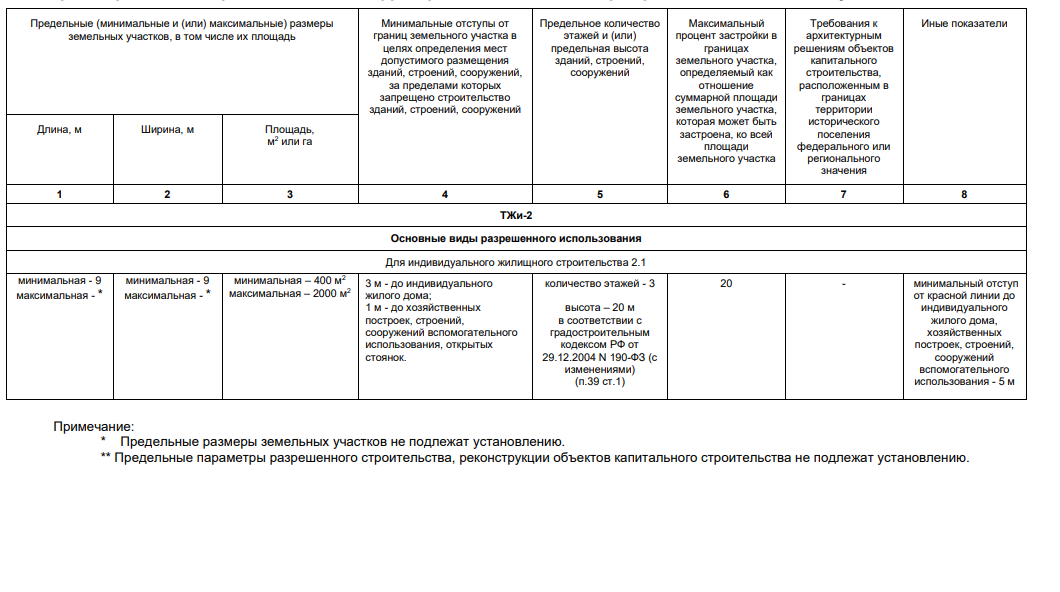 Предельные (минимальные и (или) максимальные) размеры
земельных участков, в том числе их площадь
Длина, м
Ширина, м
Площадь,
м² или га
Минимальные отступы от
границ земельного участка в
целях определения мест
допустимого размещения
зданий, строений, сооружений,
за пределами которых
запрещено строительство
зданий, строений, сооружений
Предельное количество
этажей и (или)
предельная высота
зданий, строений,
сооружений
Максимальный
процент застройки в
границах
земельного участка,
определяемый как
отношение
суммарной площади
земельного участка,
которая может быть
застроена, ко всей
площади
земельного участка
Требования к
архитектурным
решениям объектов
капитального
строительства,
расположенным в
границах
территории
исторического
поселения
федерального или
регионального
значения
Иные показатели
1 2 3 4 5 6 7 8
ТЖи-2
Основные виды разрешенного использования
Для индивидуального жилищного строительства 2.1
минимальная - 9
максимальная - *
минимальная - 9
максимальная - *
минимальная – 400 м²
максимальная – 2000 м²
3 м - до индивидуального
жилого дома;
1 м - до хозяйственных
построек, строений,
сооружений вспомогательного
использования, открытых
стоянок.
количество этажей - 3
высота – 20 м
в соответствии с
градостроительным
кодексом РФ от
29.12.2004 N 190-ФЗ (с
изменениями)
(п.39 ст.1)
20
-
минимальный отступ
от красной линии до
индивидуального
жилого дома,
хозяйственных
построек, строений,
сооружений
вспомогательного
использования - 5 м
Примечание:
* Предельные размеры земельных участков не подлежат установлению.
** Предельные параметры разрешенного строительства, реконструкции объектов капитального строительства не подлежат установлению.